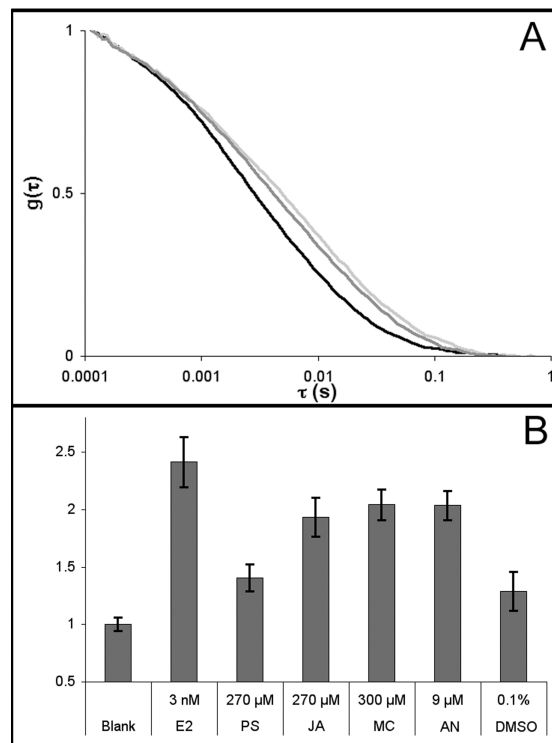 A
1
g(τ)
0.5
0
0.0001 0.001 0.01 0.1 1
τ (s)
B
2.5
2
1.5
1
0.5
3 nM 270 µM 270 µM 300 µM 9 µM 0.1%
Blank E2 PS JA MC AN DMSO